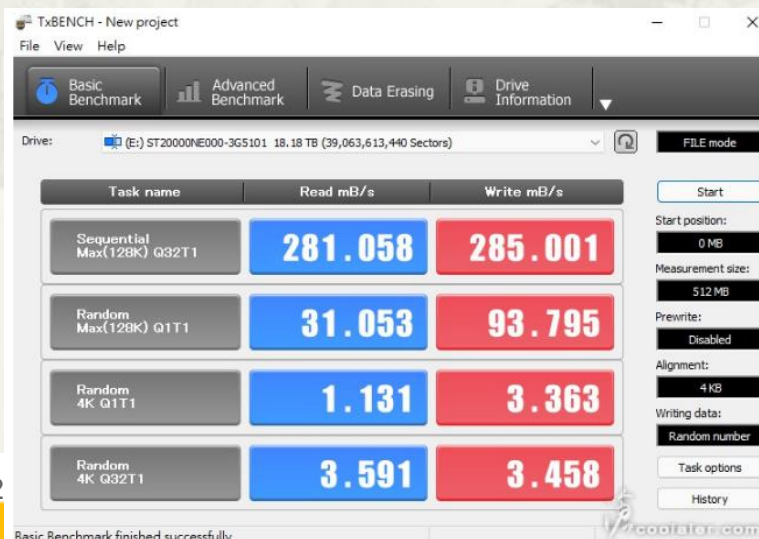 TxBENCH - New project
File View Help
Basic
Benchmark
Advanced
Benchmark
Data Erasing
Drive
Information
Drive:
(E:) ST20000NE000-3G5101 18.18 TB (39,063,613,440 Sectors)
FILE mode
Task name Read mB/s Write mB/s
Start
Sequential
Max(128K) Q32T1
281.058 285.001
Start position:
0 MB
Measurement size:
512 MB
Random
Max(128K) Q1T1
31.053 93.795
Prewrite:
Disabled
Alignment:
4 KB
Random
4K Q1T1
1.131 3.363
Writing data:
Random number
Random
4K Q32T1
3.591 3.458
Task options
History
2
Basic Benchmark finished successfully.
coolaler.com